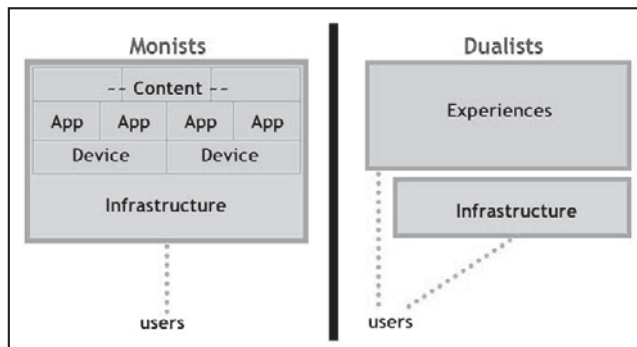 Monists
-- Content --
App App App App
Device Device
Infrastructure
users
Dualists
Experiences
Infrastructure
users